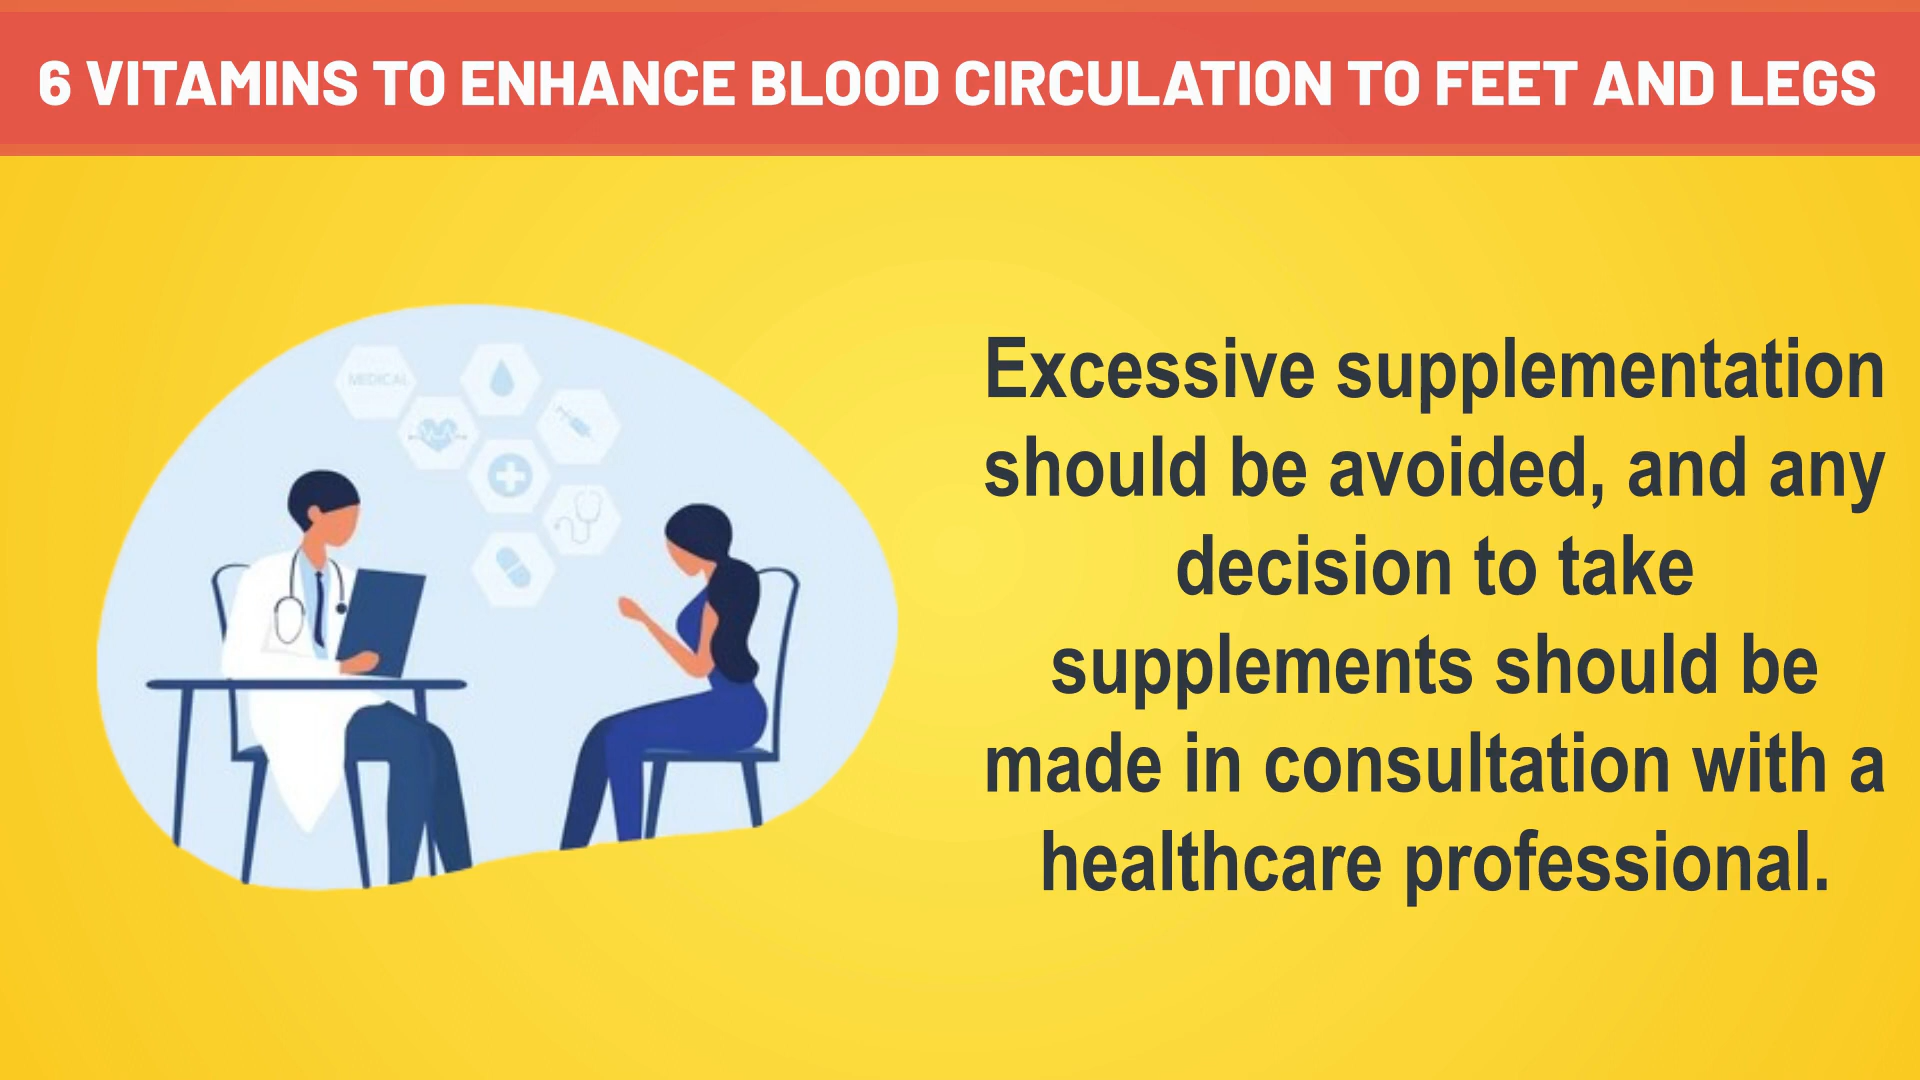 6 VITAMINS TO ENHANCE BLOOD CIRCULATION TO FEET AND LEGS
MEDICAL
Excessive supplementation
should be avoided, and any
decision to take
supplements should be
made in consultation with a
healthcare professional.